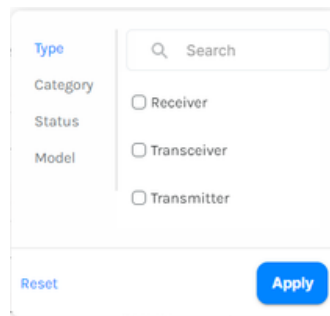 Type
Category
Status
Model
Search
Receiver
Transceiver
Transmitter
Reset
Apply